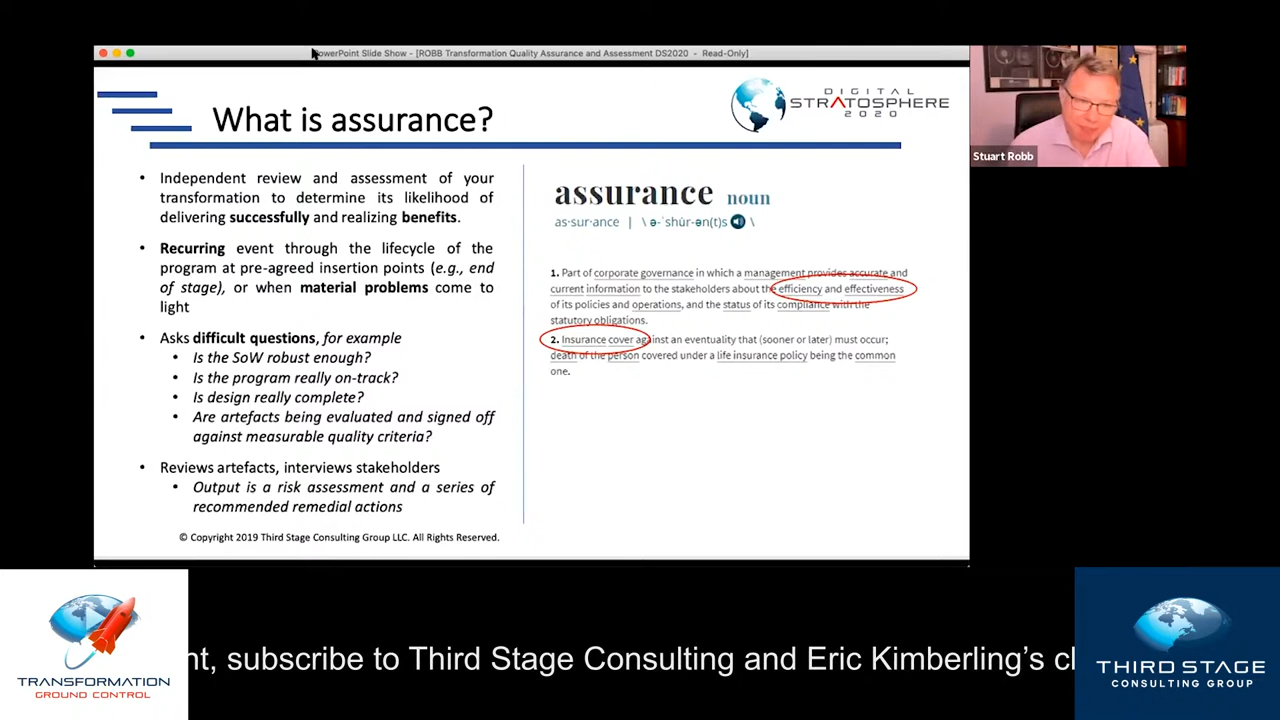 PowerPoint Slide Show - [ROBB Transformation Quality Assurance and Assessment DS2020 - Read-Only]
What is assurance?
DIGITAL
STRATOSPHERE
2020
Stuart Robb
• Independent review and assessment of your
transformation to determine its likelihood of
delivering successfully and realizing benefits.
• Recurring event through the lifecycle of the
program at pre-agreed insertion points (e.g., end
of stage), or when material problems come to
light
• Asks difficult questions, for example
• Is the SoW robust enough?
• Is the program really on-track?
• Is design really complete?
• Are artefacts being evaluated and signed off
against measurable quality criteria?
• Reviews artefacts, interviews stakeholders
• Output is a risk assessment and a series of
recommended remedial actions
© Copyright 2019 Third Stage Consulting Group LLC. All Rights Reserved.
assurance noun
as·sur·ance | \ ə-ˈshu̇r-ən(t)s \
1. Part of corporate governance in which a management provides accurate and
current information to the stakeholders about the efficiency and effectiveness
of its policies and operations, and the status of its compliance with the
statutory obligations.
2. Insurance cover against an eventuality that (sooner or later) must occur;
death of the person covered under a life insurance policy being the common
one.
TRANSFORMATION
GROUND CONTROL
nt, subscribe to Third Stage Consulting and Eric Kimberling's c
THIRD STAGE
CONSULTING GROUP